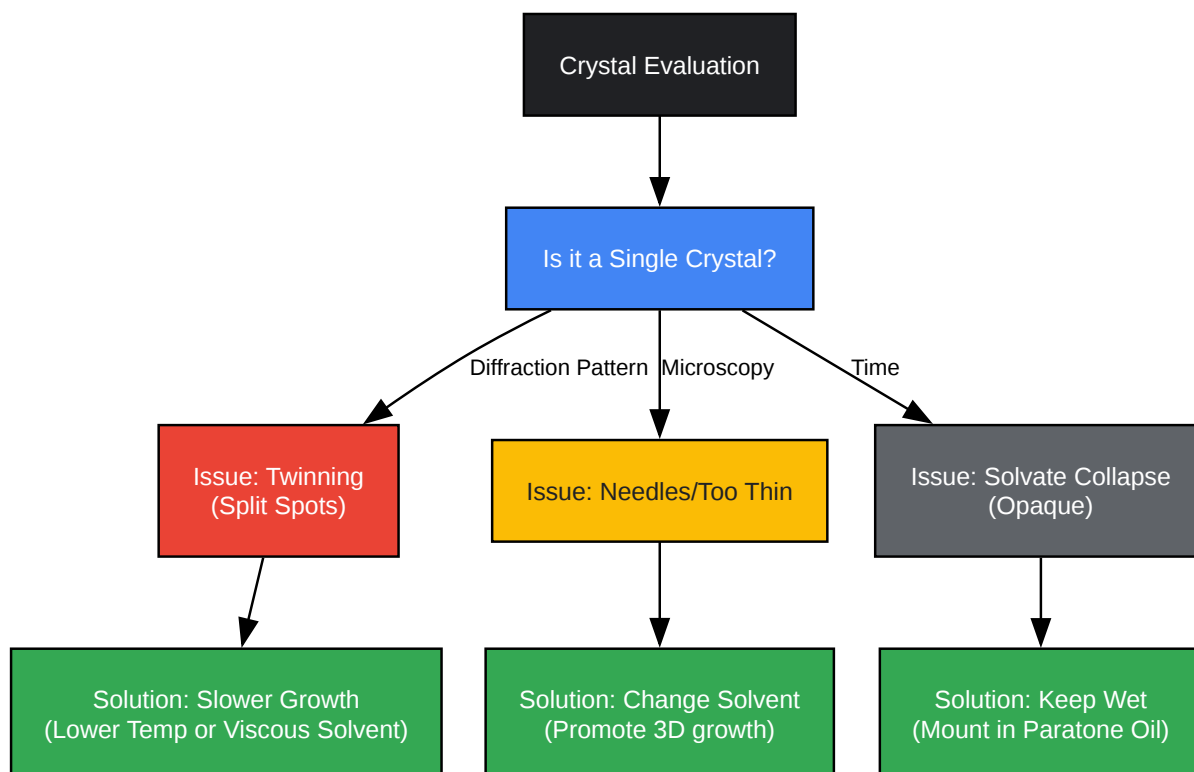 Crystal Evaluation
Is it a Single Crystal?
Diffraction Pattern
Microscopy
Time
Issue: Twinning
(Split Spots)
Issue: Needles/Too Thin
Issue: Solvate Collapse
(Opaque)
Solution: Slower Growth
(Lower Temp or Viscous Solvent)
Solution: Change Solvent
(Promote 3D growth)
Solution: Keep Wet
(Mount in Paratone Oil)